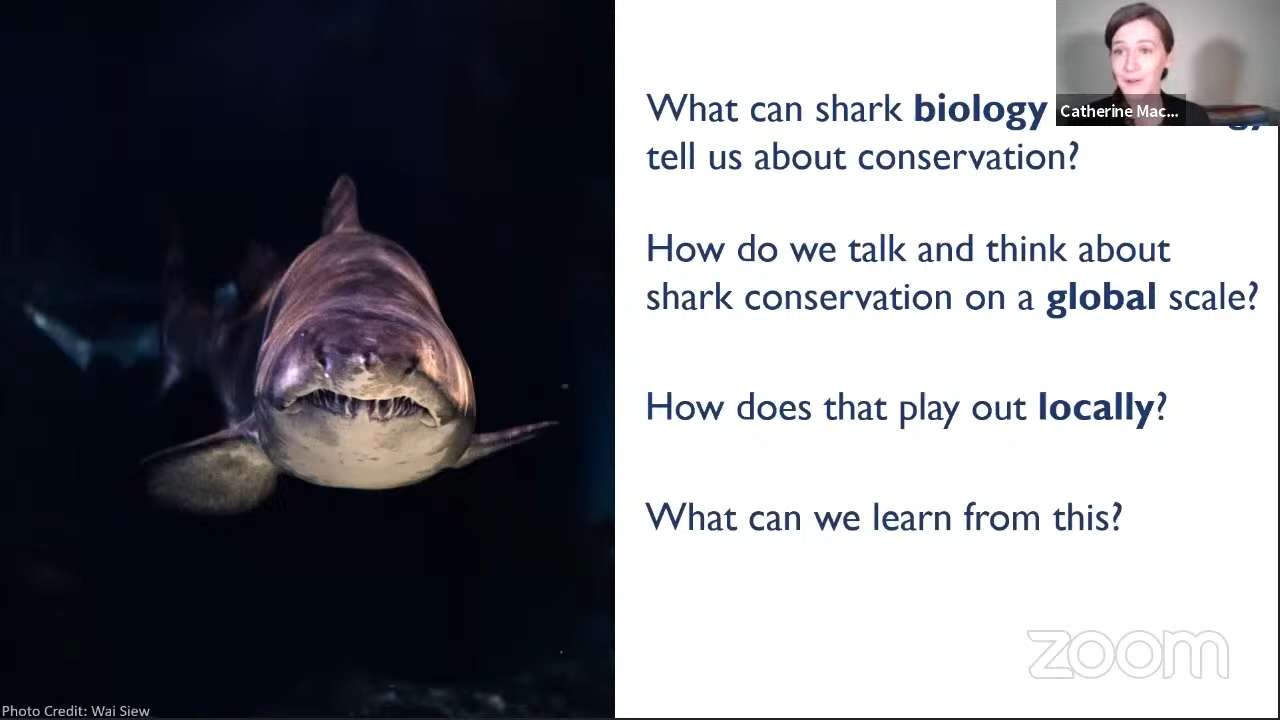 What can shark biology
tell us about conservation?
Catherine Mac...
How do we talk and think about
shark conservation on a global scale?
How does that play out locally?
What can we learn from this?
zoom
Photo Credit: Wai Siew